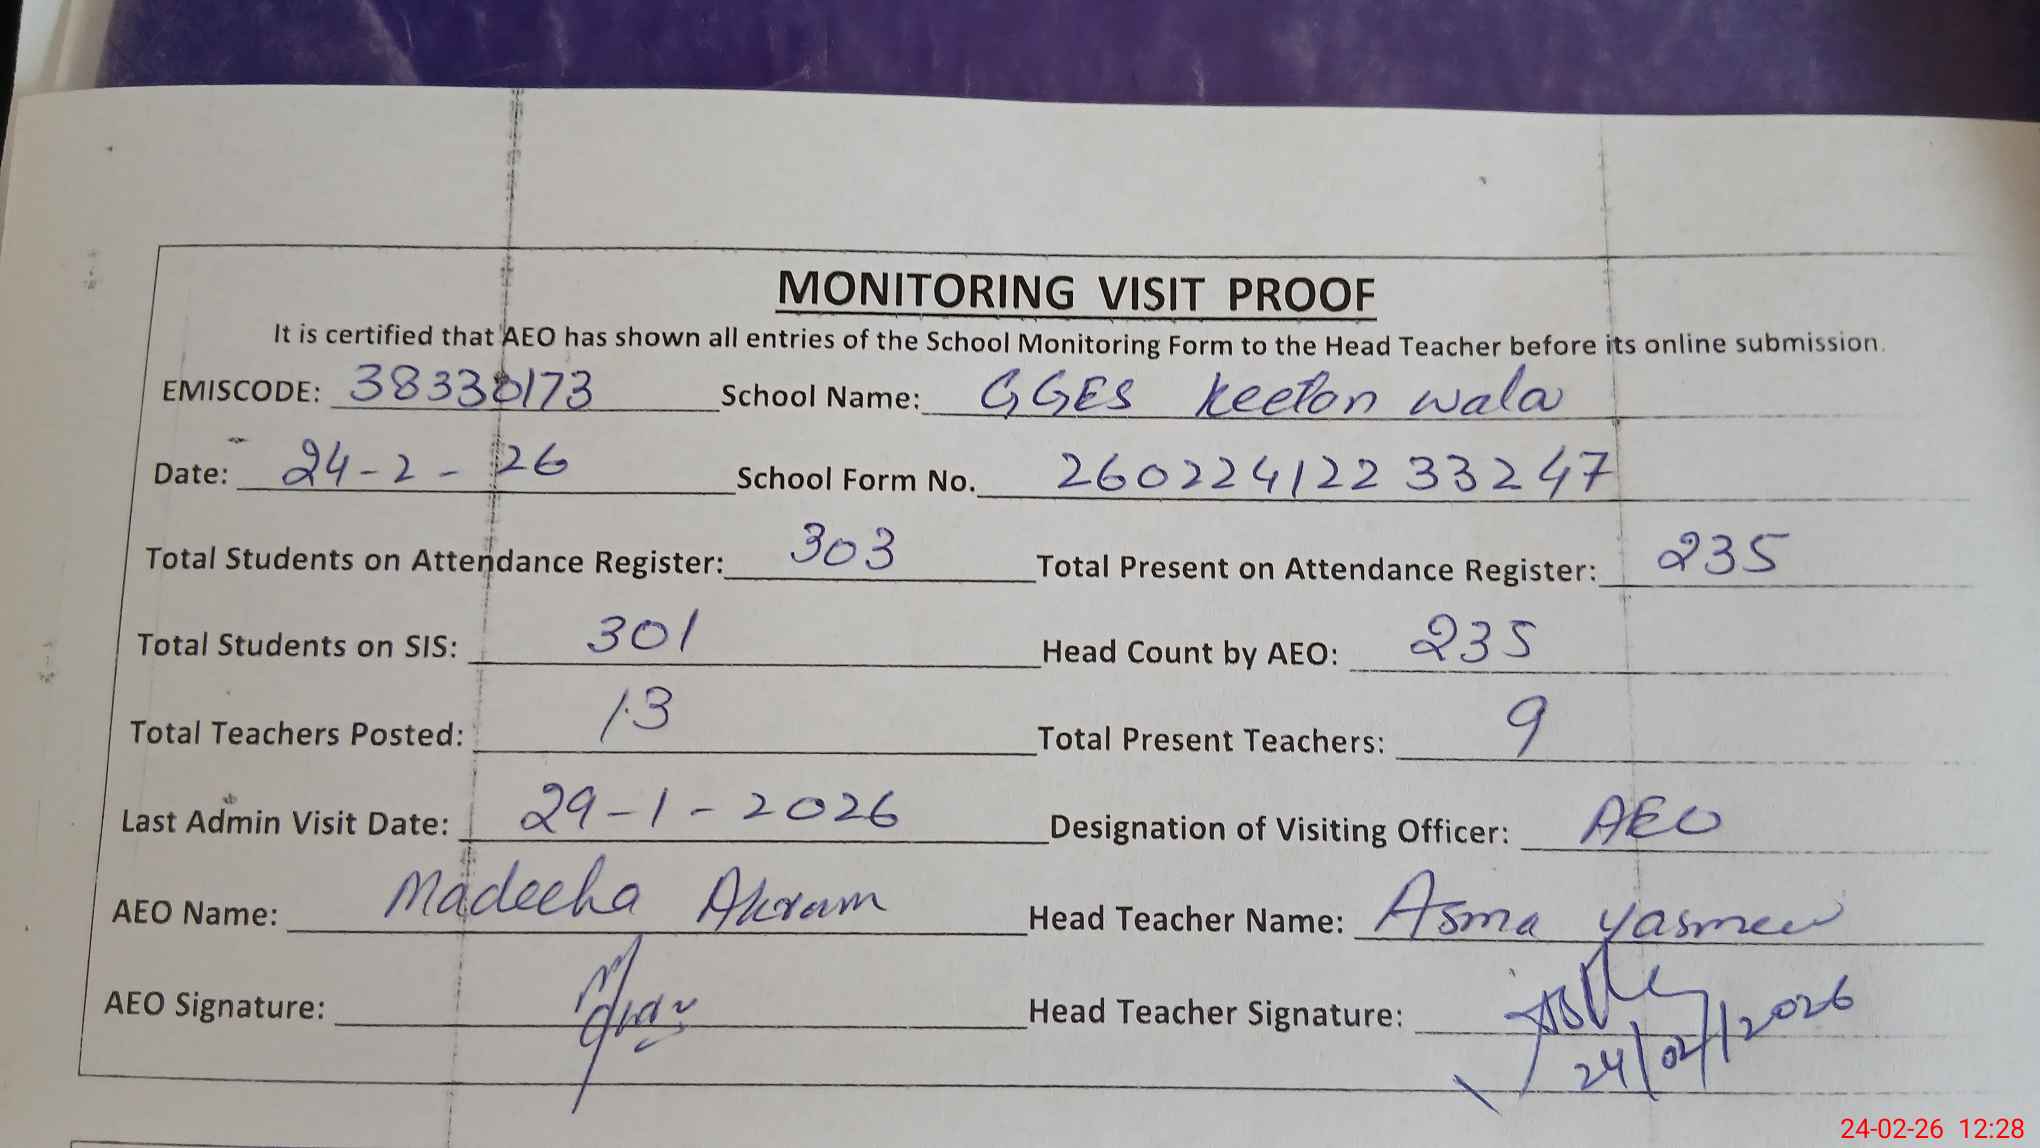 MONITORING VISIT PROOF
It is certified that AEO has shown all entries of the School Monitoring Form to the Head Teacher before its online submission.
EMISCODE: 38330173 School Name: GGES Keeton wala
Date: 24-2-26 School Form No. 26022412233247
Total Students on Attendance Register: 303 Total Present on Attendance Register: 235
Total Students on SIS: 301 Head Count by AEO: 235
Total Teachers Posted: 13 Total Present Teachers: 9
Last Admin Visit Date: 29-1-2026 Designation of Visiting Officer: AEO
AEO Name: Madeeha Akram Head Teacher Name: Asma Yasmeen
AEO Signature: Head Teacher Signature:
24/02/2026
24-02-26 12:28